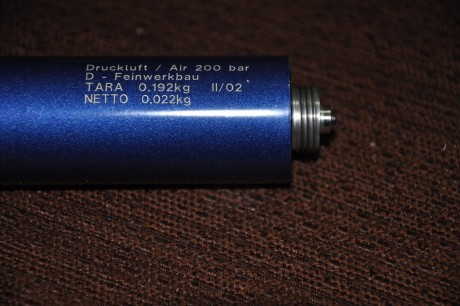 Druckluft / Air 200 bar
D - Feinwerkbau
TARA 0,192kg II/02
NETTO 0,022kg